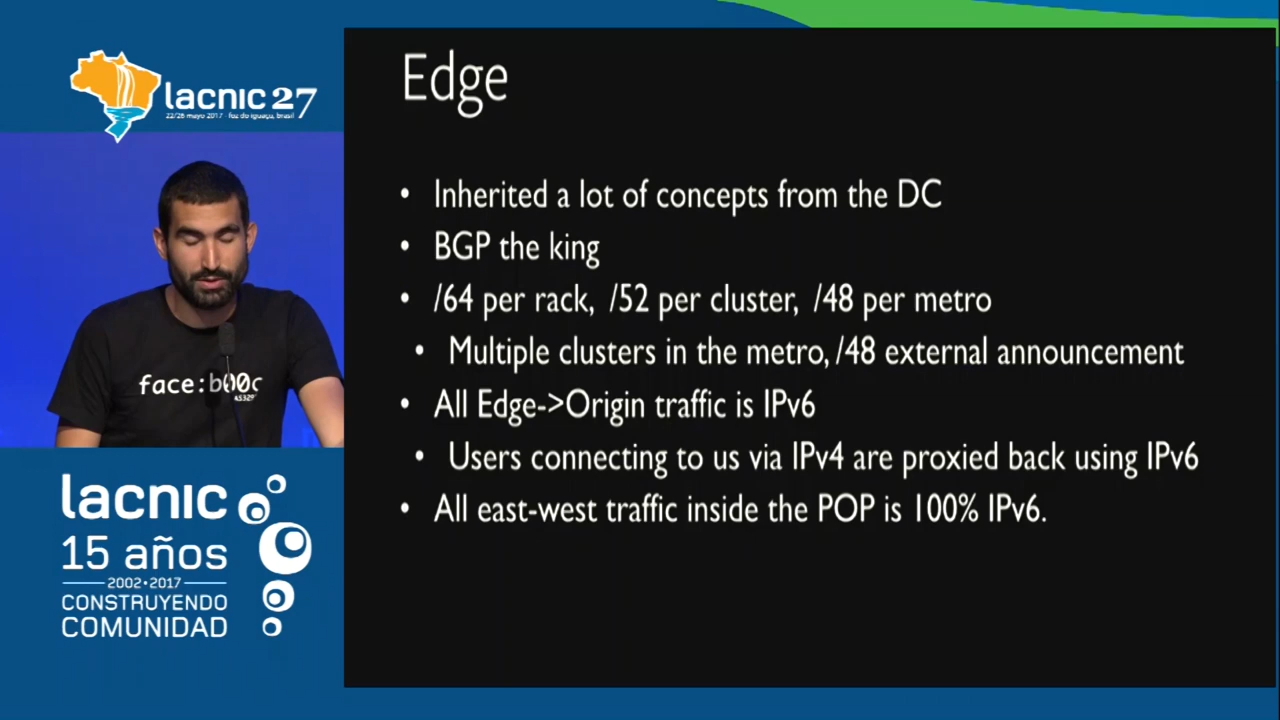 lacnic 27
22/26 mayo 2017 - foz do iguaçu, brasil
face:b00c
lacnic
15 años
2002•2017
CONSTRUYENDO
COMUNIDAD
Edge
• Inherited a lot of concepts from the DC
• BGP the king
• /64 per rack, /52 per cluster, /48 per metro
• Multiple clusters in the metro, /48 external announcement
• All Edge->Origin traffic is IPv6
• Users connecting to us via IPv4 are proxied back using IPv6
• All east-west traffic inside the POP is 100% IPv6.